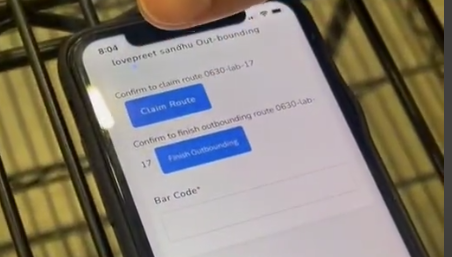 8:04
lovepreet sandhu Out-bounding
Confirm to claim route 0630-lab-17
Claim Route
Confirm to finish outbounding route 0630-lab-
17
Finish Outbounding
Bar Code*